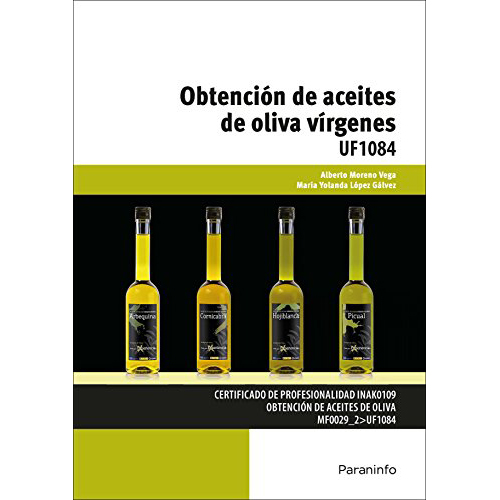 Obtención de aceites
de oliva vírgenes
UF1084
Alberto Moreno Vega
María Yolanda López Gálvez
Arbequina
Cornicabra
Hojiblanca
Picual
CERTIFICADO DE PROFESIONALIDAD INAK0109
OBTENCIÓN DE ACEITES DE OLIVA
MF0029_2>UF1084
Paraninfo